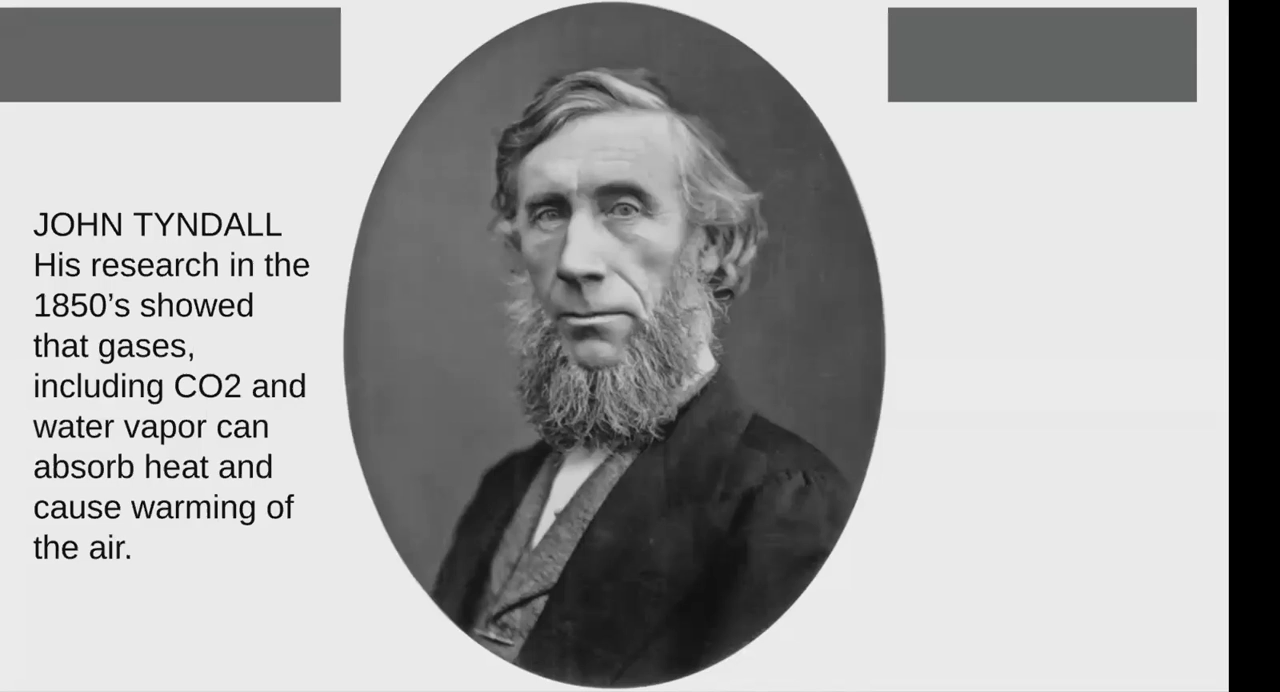 JOHN TYNDALL
His research in the
1850’s showed
that gases,
including CO2 and
water vapor can
absorb heat and
cause warming of
the air.